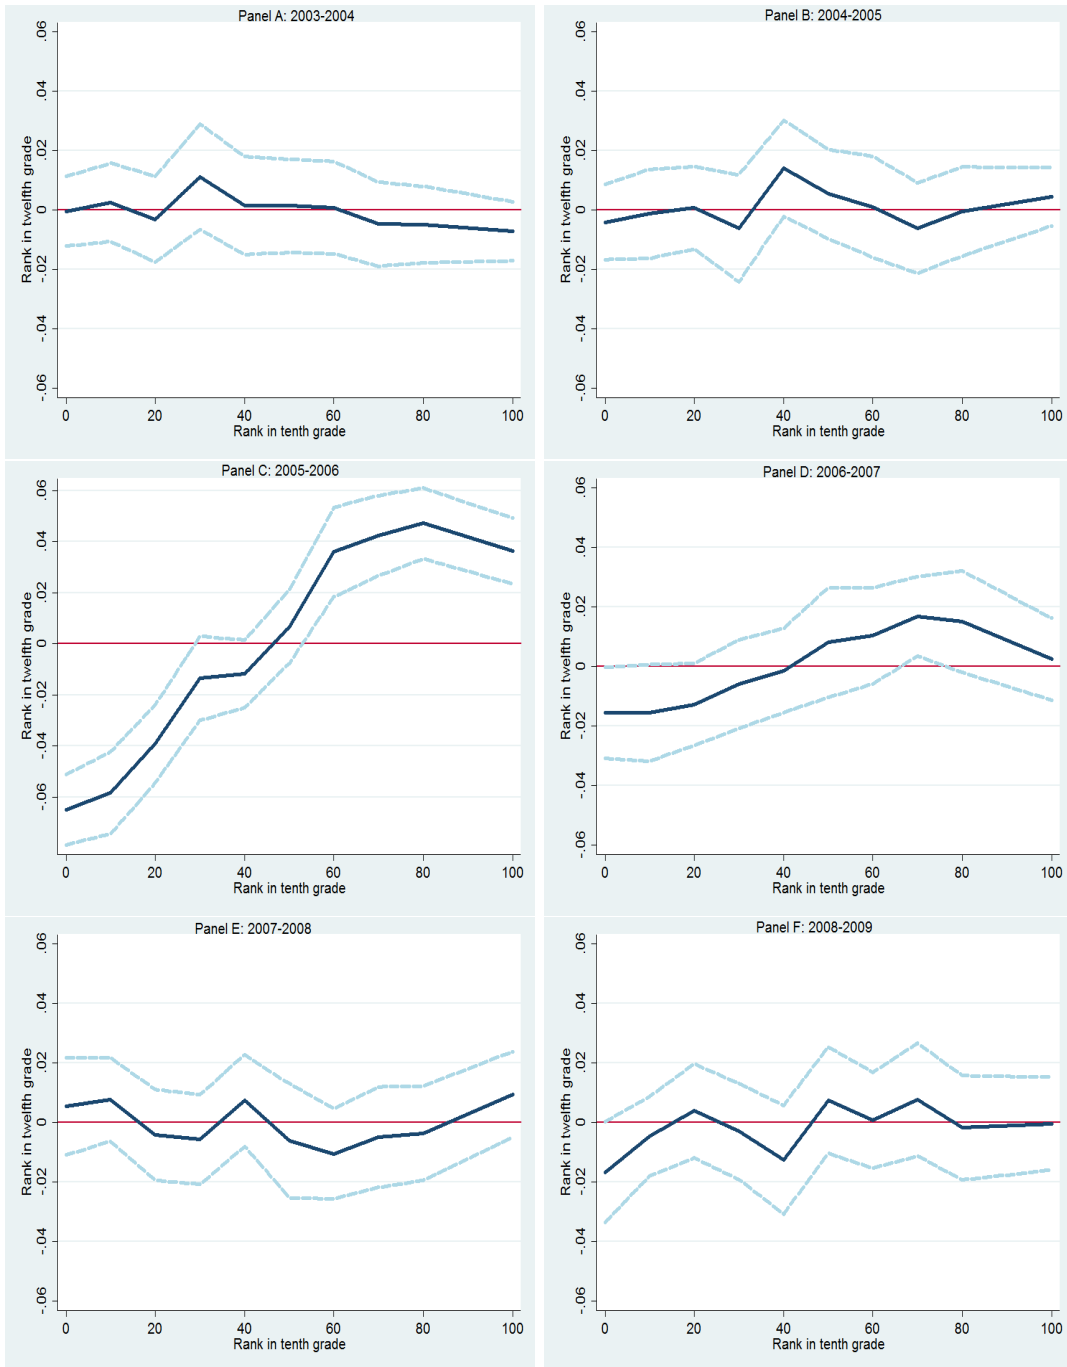 Panel A: 2003-2004
Rank in twelfth grade
.06
.04
.02
0
-.02
-.04
-.06
0 20 40 60 80 100
Rank in tenth grade
Panel B: 2004-2005
Rank in twelfth grade
.06
.04
.02
0
-.02
-.04
-.06
0 20 40 60 80 100
Rank in tenth grade
Panel C: 2005-2006
Rank in twelfth grade
.06
.04
.02
0
-.02
-.04
-.06
0 20 40 60 80 100
Rank in tenth grade
Panel D: 2006-2007
Rank in twelfth grade
.06
.04
.02
0
-.02
-.04
-.06
0 20 40 60 80 100
Rank in tenth grade
Panel E: 2007-2008
Rank in twelfth grade
.06
.04
.02
0
-.02
-.04
-.06
0 20 40 60 80 100
Rank in tenth grade
Panel F: 2008-2009
Rank in twelfth grade
.06
.04
.02
0
-.02
-.04
-.06
0 20 40 60 80 100
Rank in tenth grade